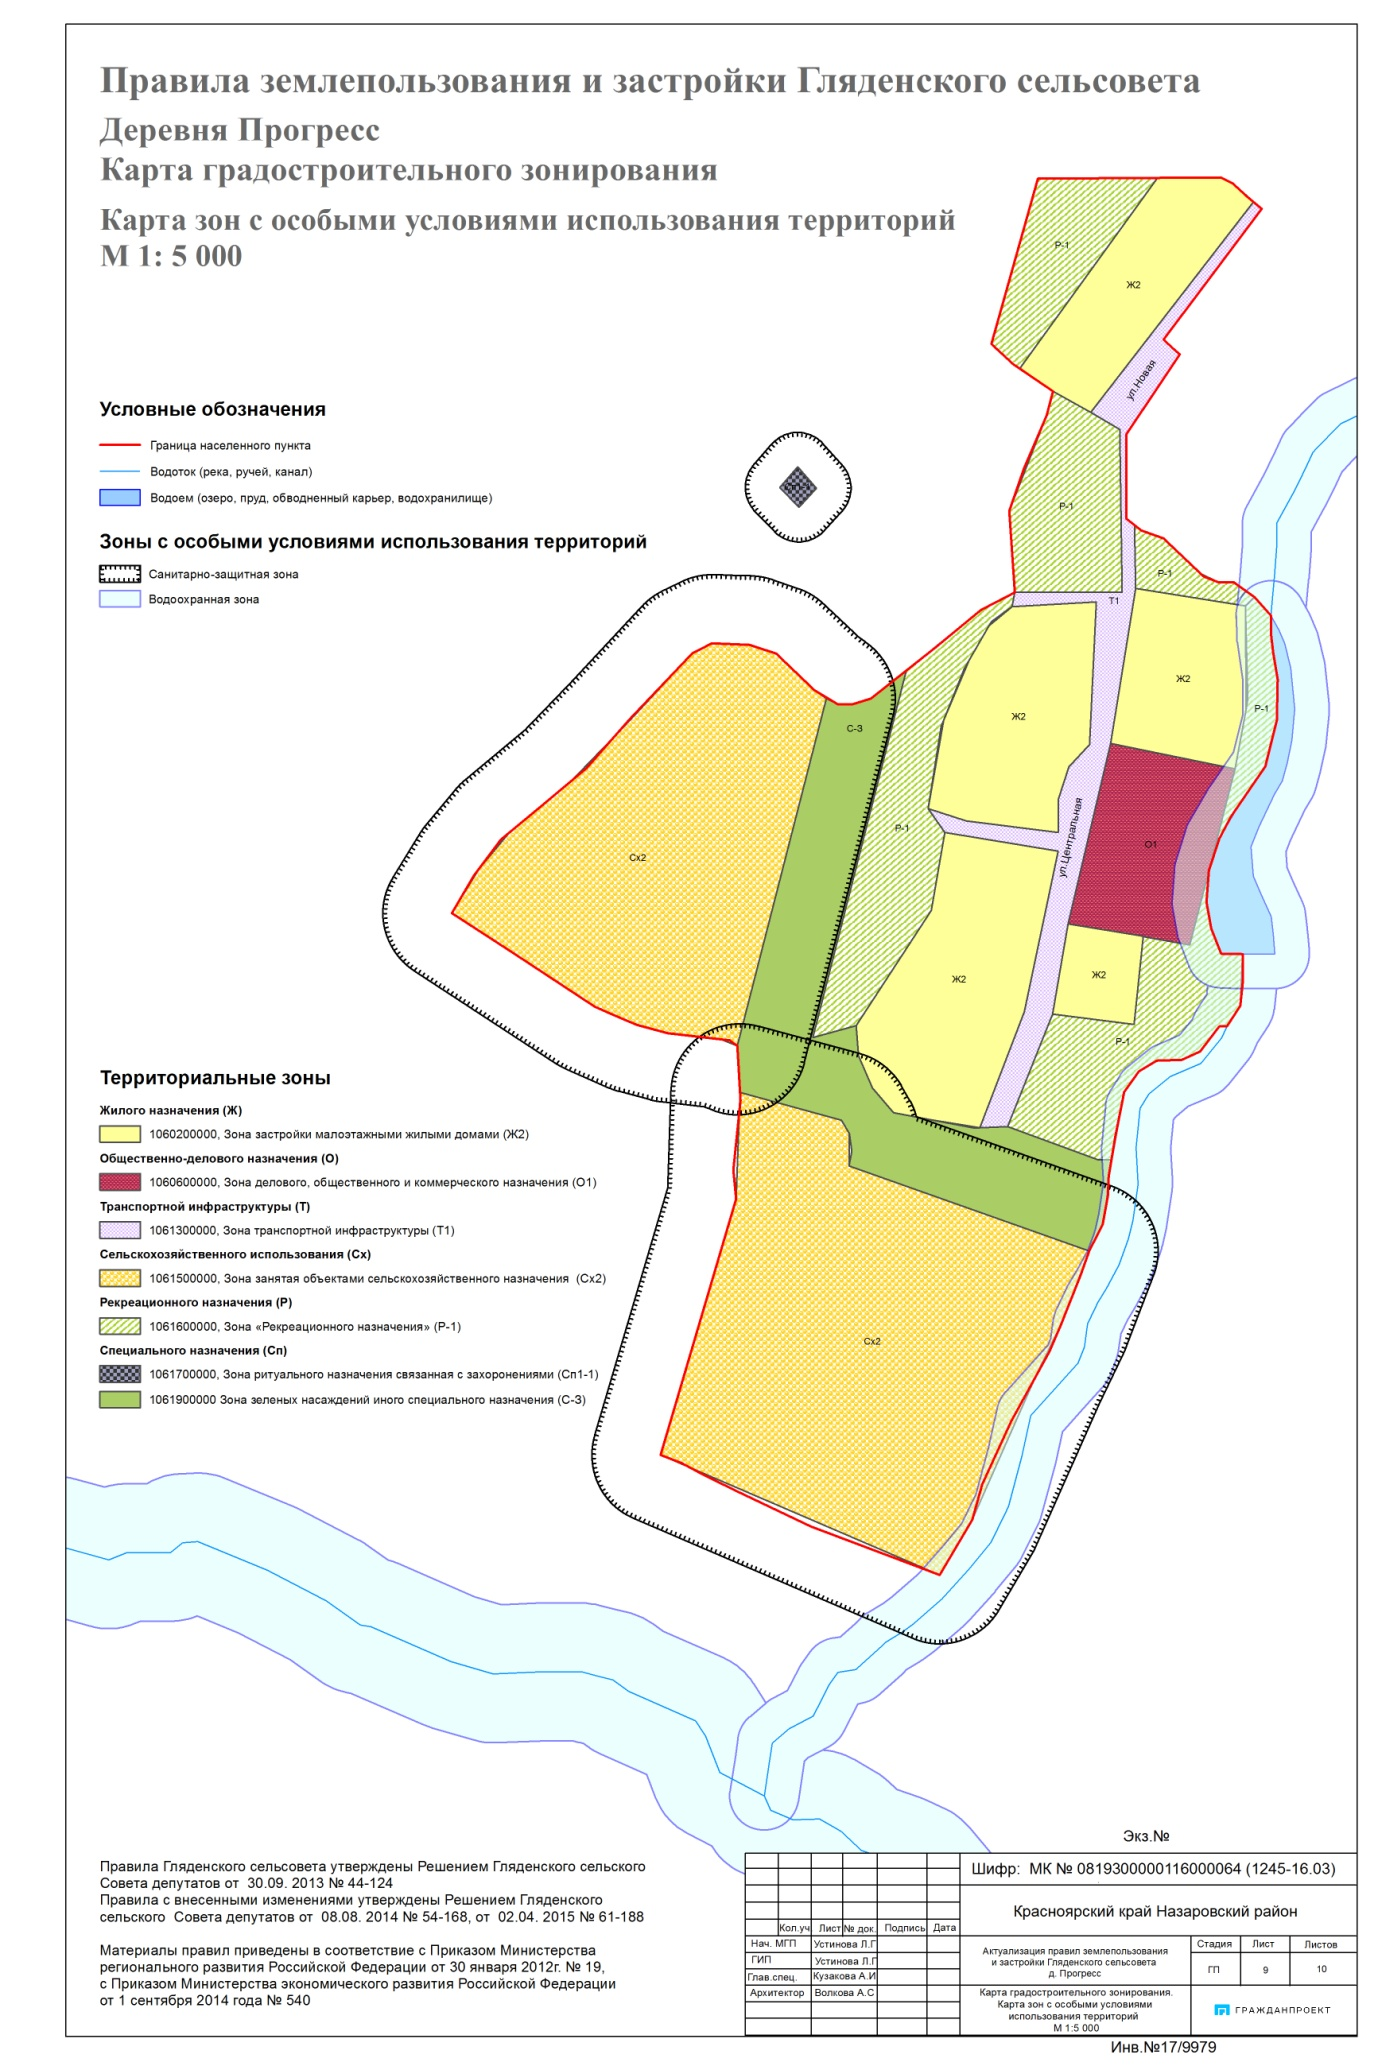 Правила землепользования и застройки Гляденского сельсовета
Деревня Прогресс
Карта градостроительного зонирования
Карта зон с особыми условиями использования территорий
М 1: 5 000
Р-1
Ж2
ул.Новая
Р-1
Р-1
Т1
Ж2
Ж2
Р-1
С-З
Р-1
ул.Центральная
О1
Сх2
Ж2
Ж2
Р-1
Сх2
Условные обозначения
Граница населенного пункта
Водоток (река, ручей, канал)
Водоем (озеро, пруд, обводненный карьер, водохранилище)
Зоны с особыми условиями использования территорий
Санитарно-защитная зона
Водоохранная зона
Территориальные зоны
Жилого назначения (Ж)
1060200000, Зона застройки малоэтажными жилыми домами (Ж2)
Общественно-делового назначения (О)
1060600000, Зона делового, общественного и коммерческого назначения (О1)
Транспортной инфраструктуры (Т)
1061300000, Зона транспортной инфраструктуры (Т1)
Сельскохозяйственного использования (Сх)
1061500000, Зона занятая объектами сельскохозяйственного назначения (Сх2)
Рекреационного назначения (Р)
1061600000, Зона «Рекреационного назначения» (Р-1)
Специального назначения (Сп)
1061700000, Зона ритуального назначения связанная с захоронениями (Сп1-1)
1061900000 Зона зеленых насаждений иного специального назначения (С-З)
Правила Гляденского сельсовета утверждены Решением Гляденского сельского
Совета депутатов от 30.09. 2013 № 44-124
Правила с внесенными изменениями утверждены Решением Гляденского
сельского Совета депутатов от 08.08. 2014 № 54-168, от 02.04. 2015 № 61-188
Материалы правил приведены в соответствие с Приказом Министерства
регионального развития Российской Федерации от 30 января 2012г. № 19,
с Приказом Министерства экономического развития Российской Федерации
от 1 сентября 2014 года № 540
Экз.№
Шифр: МК № 0819300000116000064 (1245-16.03)
Красноярский край Назаровский район
Кол.уч Лист № док. Подпись Дата
Нач. МГП Устинова Л.Г
ГИП Устинова Л.Г
Глав.спец. Кузакова А.И
Архитектор Волкова А.С
Актуализация правил землепользования
и застройки Гляденского сельсовета
д. Прогресс
Стадия Лист Листов
ГП 9 10
Карта градостроительного зонирования.
Карта зон с особыми условиями
использования территорий
М 1:5 000
ГРАЖДАНПРОЕКТ
Инв.№17/9979